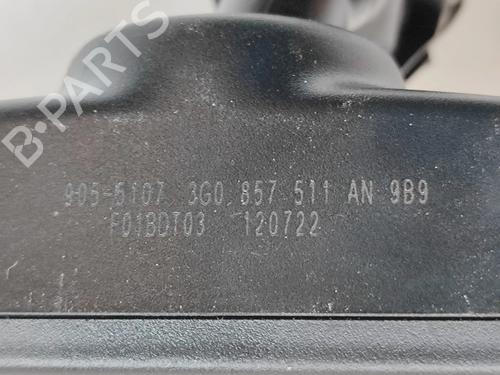 B-PARTS
905-5107 3G0 857 511 AN 9B9
F01BDT03 120722